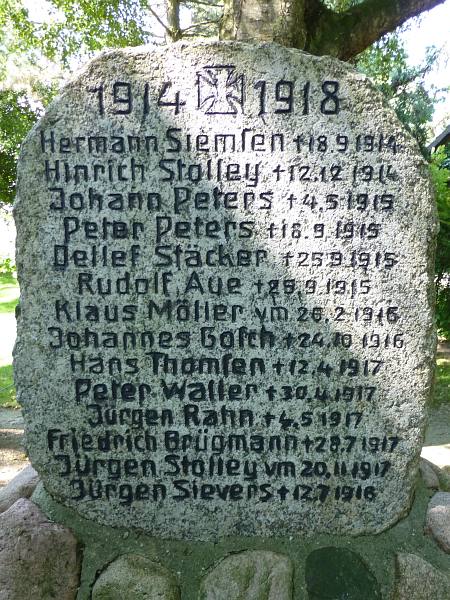 1914 1918
Hermann Siemsen † 18.9.1914.
Hinrich Stolley † 12.12.1914
Johann Peters † 4.5.1915
Peter Peters † 18.9.1915
Detlef Stäcker † 25.9.1915
Rudolf Aue † 29.9.1915
Klaus Möller vm 26.2.1916
Johannes Gosch † 24.10.1916
Hans Thomsen † 12.4.1917
Peter Waller † 30.4.1917
Jürgen Rahn † 4.5.1917
Friedrich Brügmann † 28.7.1917
Jürgen Stolley vm 20.11.1917
Jürgen Sievers † 12.7.1916